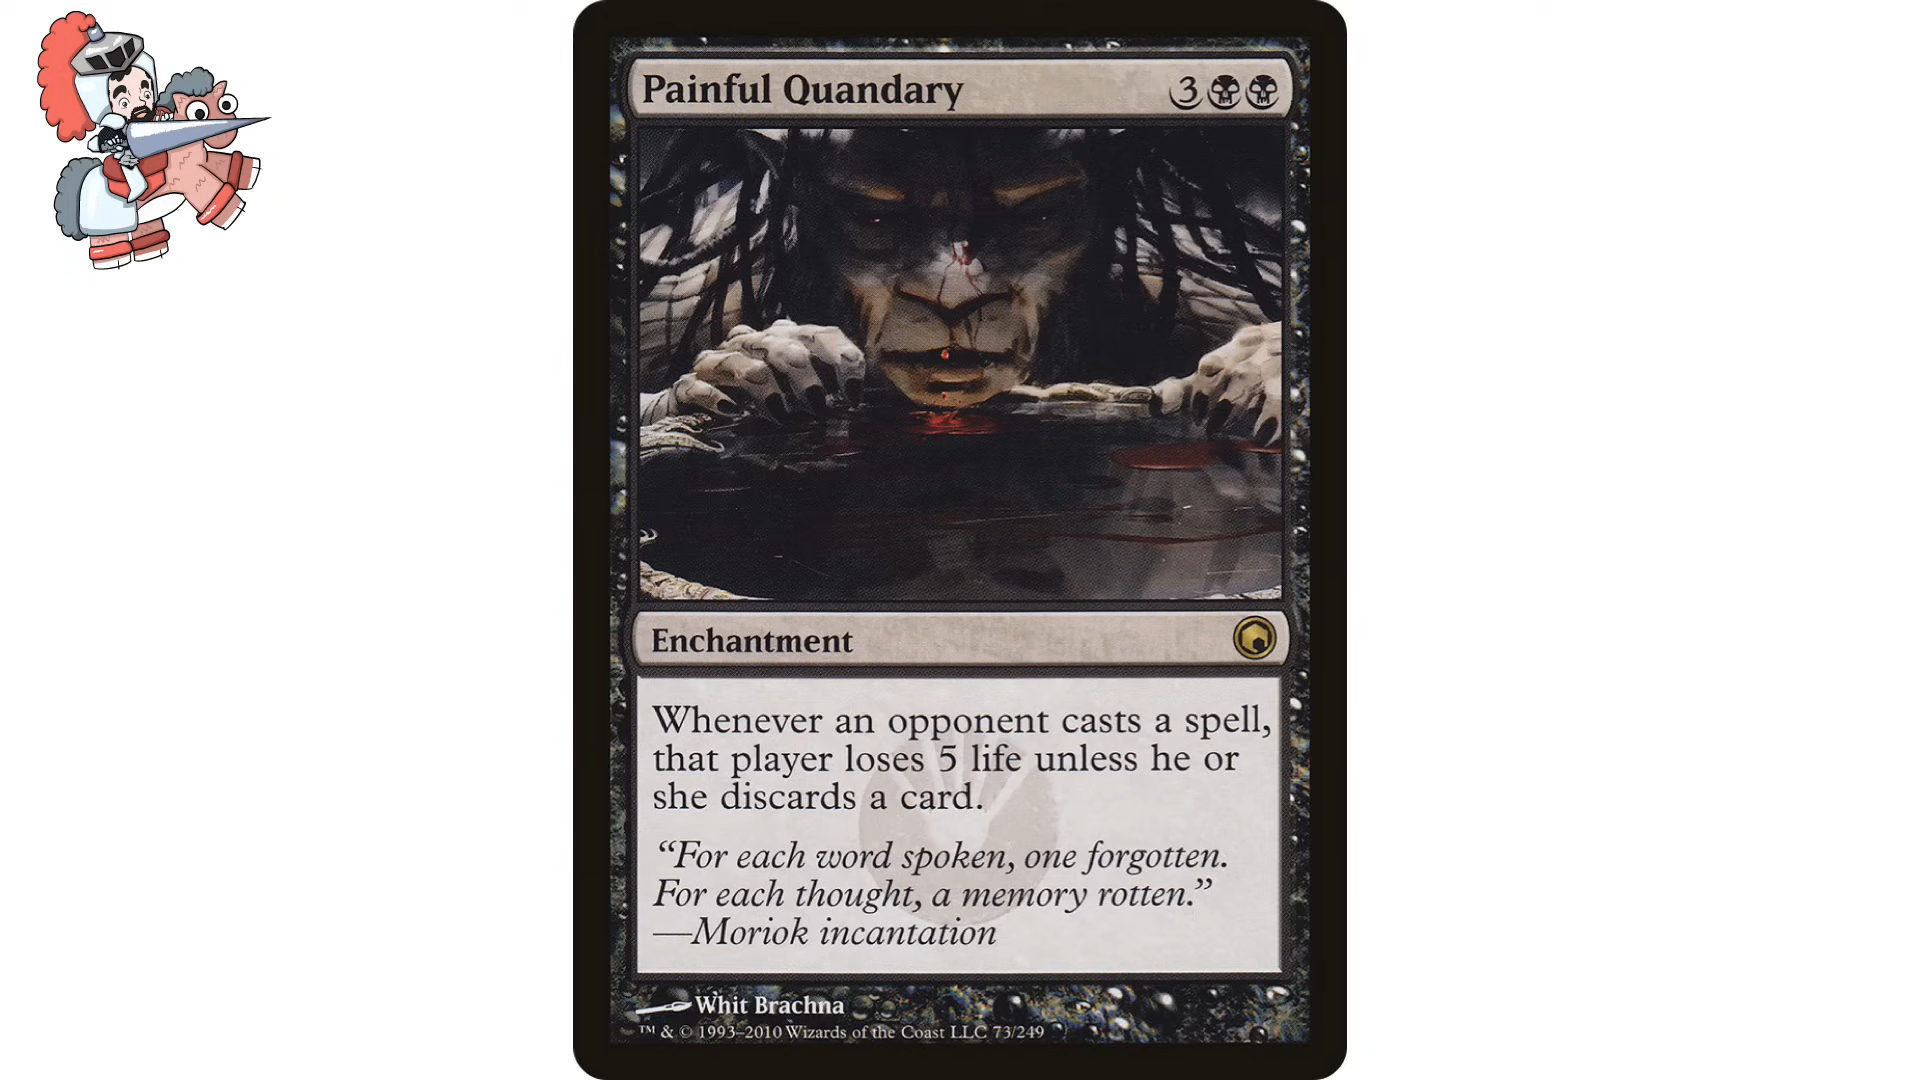 Painful Quandary
3
Enchantment
Whenever an opponent casts a spell,
that player loses 5 life unless he or
she discards a card.
“For each word spoken, one forgotten.
For each thought, a memory rotten.”
—Moriok incantation
Whit Brachna
™ & © 1993–2010 Wizards of the Coast LLC 73/249